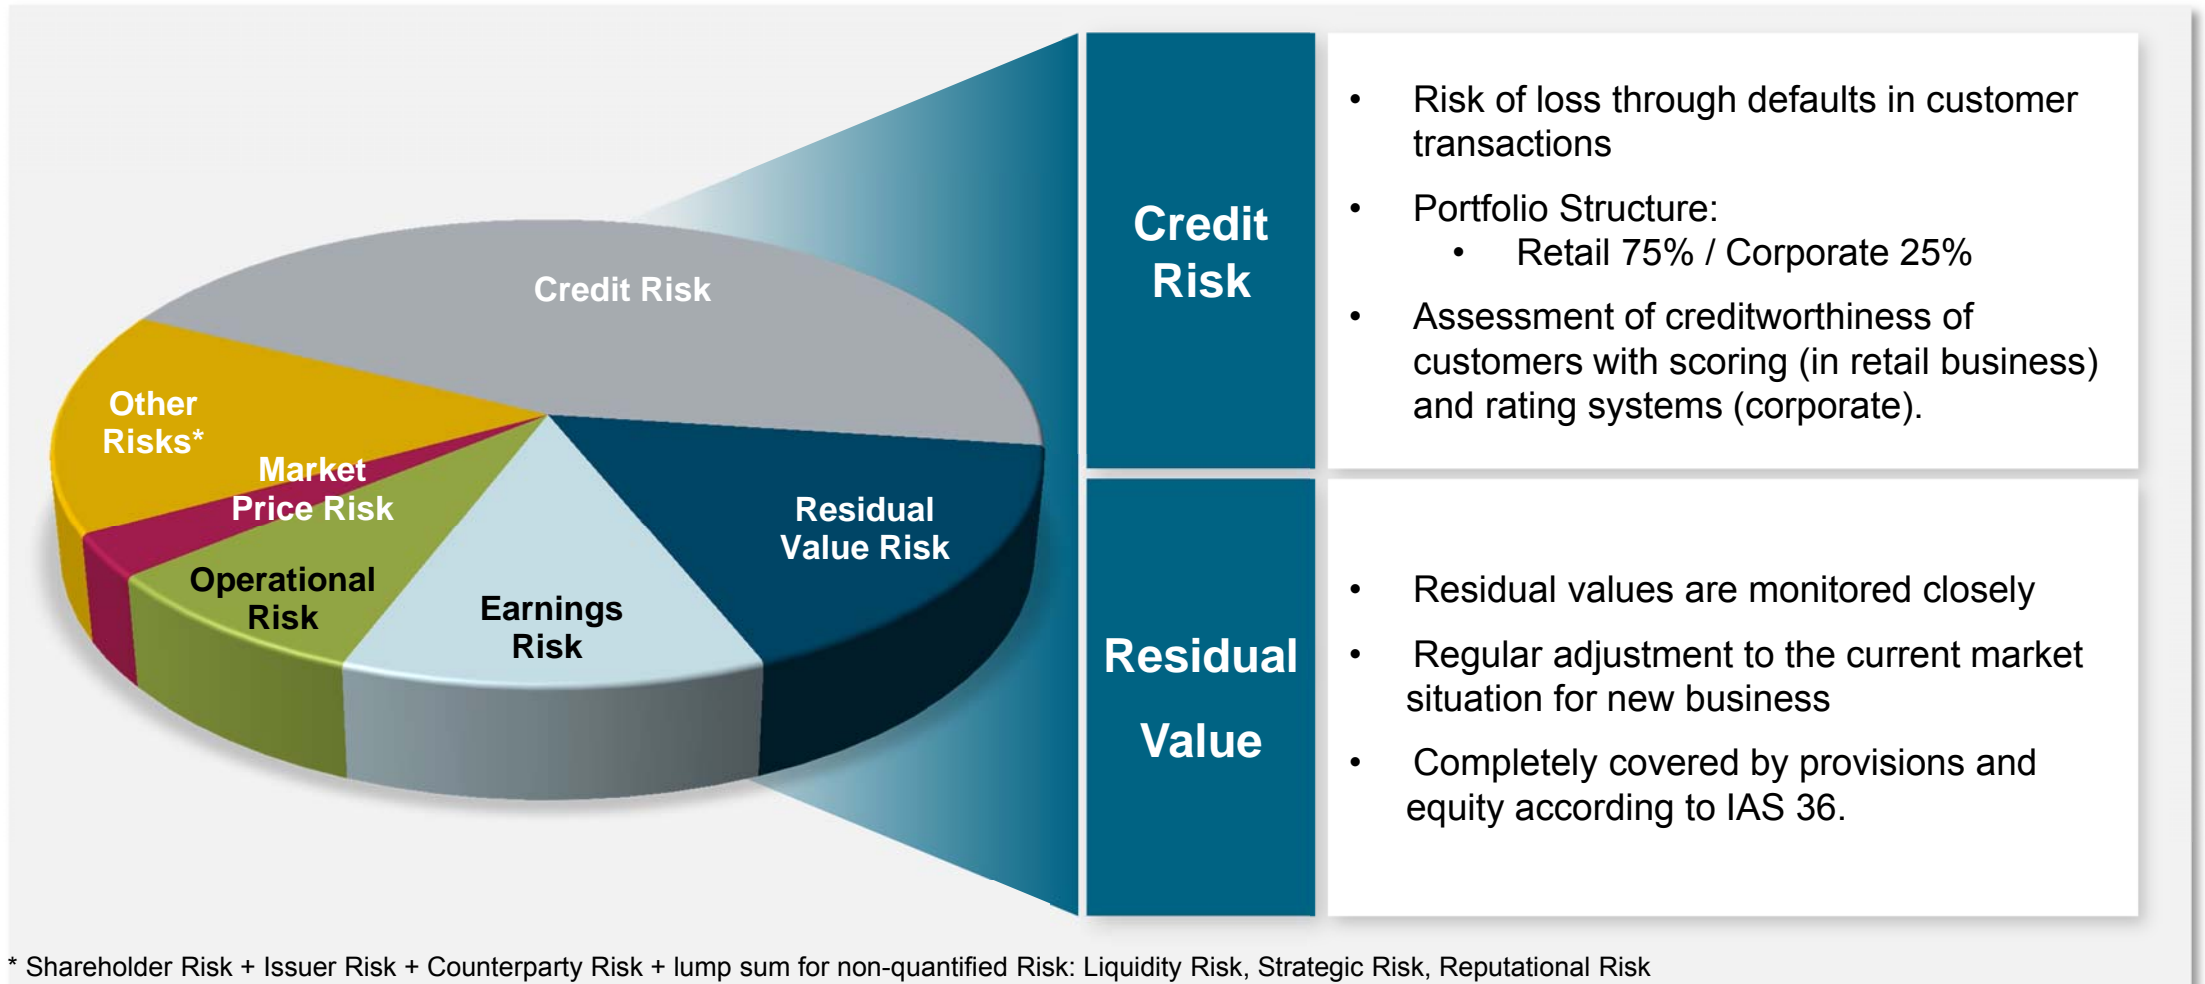 Credit Risk
Other
Risks*
Market
Price Risk
Operational
Risk
Earnings
Risk
Residual
Value Risk
Credit
Risk
• Risk of loss through defaults in customer
transactions
• Portfolio Structure:
• Retail 75% / Corporate 25%
• Assessment of creditworthiness of
customers with scoring (in retail business)
and rating systems (corporate).
Residual
Value
• Residual values are monitored closely
• Regular adjustment to the current market
situation for new business
• Completely covered by provisions and
equity according to IAS 36.
* Shareholder Risk + Issuer Risk + Counterparty Risk + lump sum for non-quantified Risk: Liquidity Risk, Strategic Risk, Reputational Risk